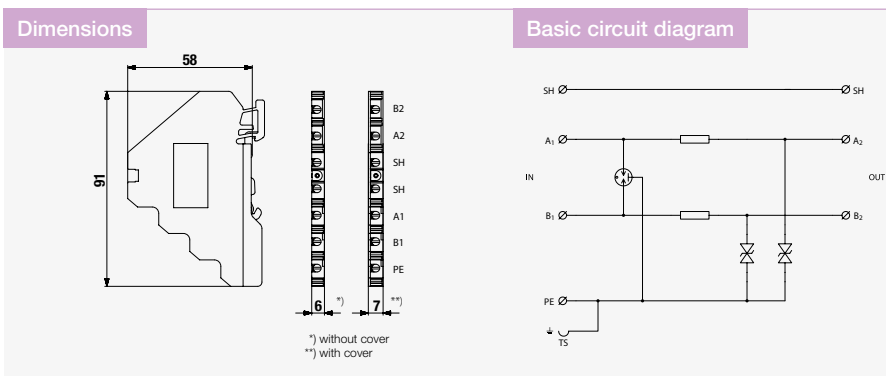 Dimensions
58
91
B2
A2
SH
SH
A1
B1
PE
6 *)
7 **)
*) without cover
**) with cover
Basic circuit diagram
SH SH
A1 A2
IN OUT
B1 B2
PE
TS